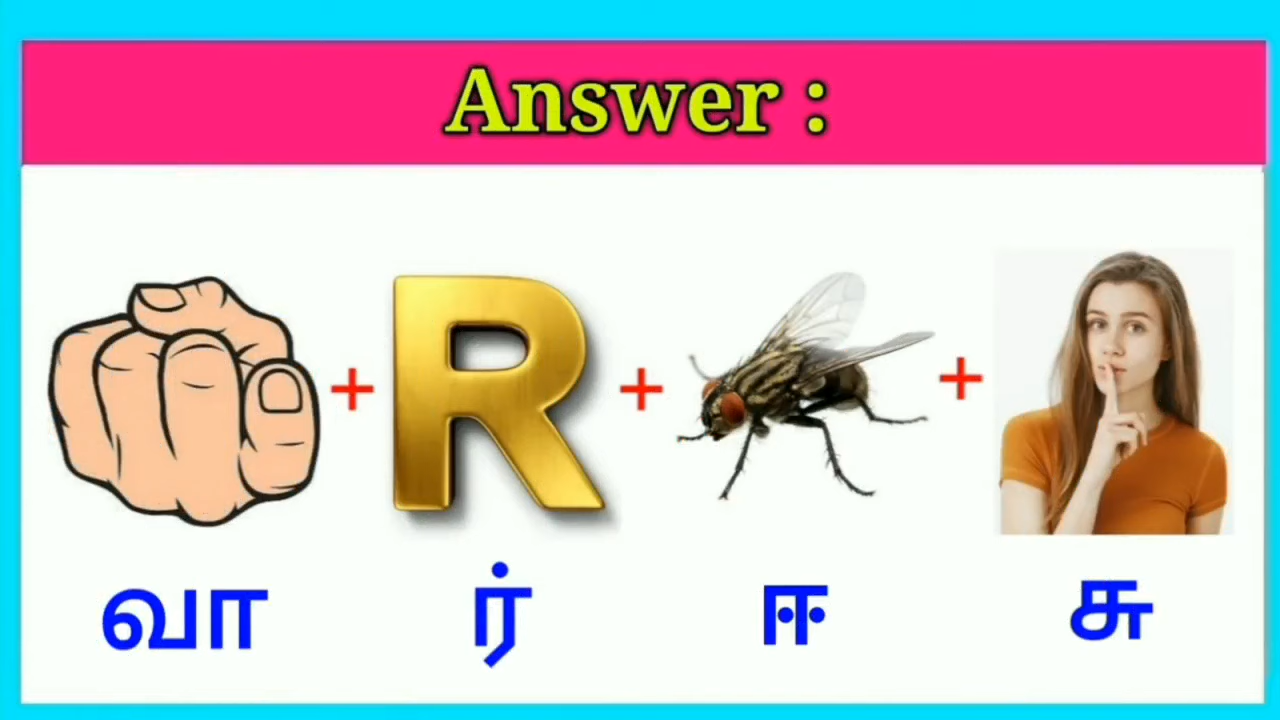 Answer :
+ R + +
வா ர் ஈ சு